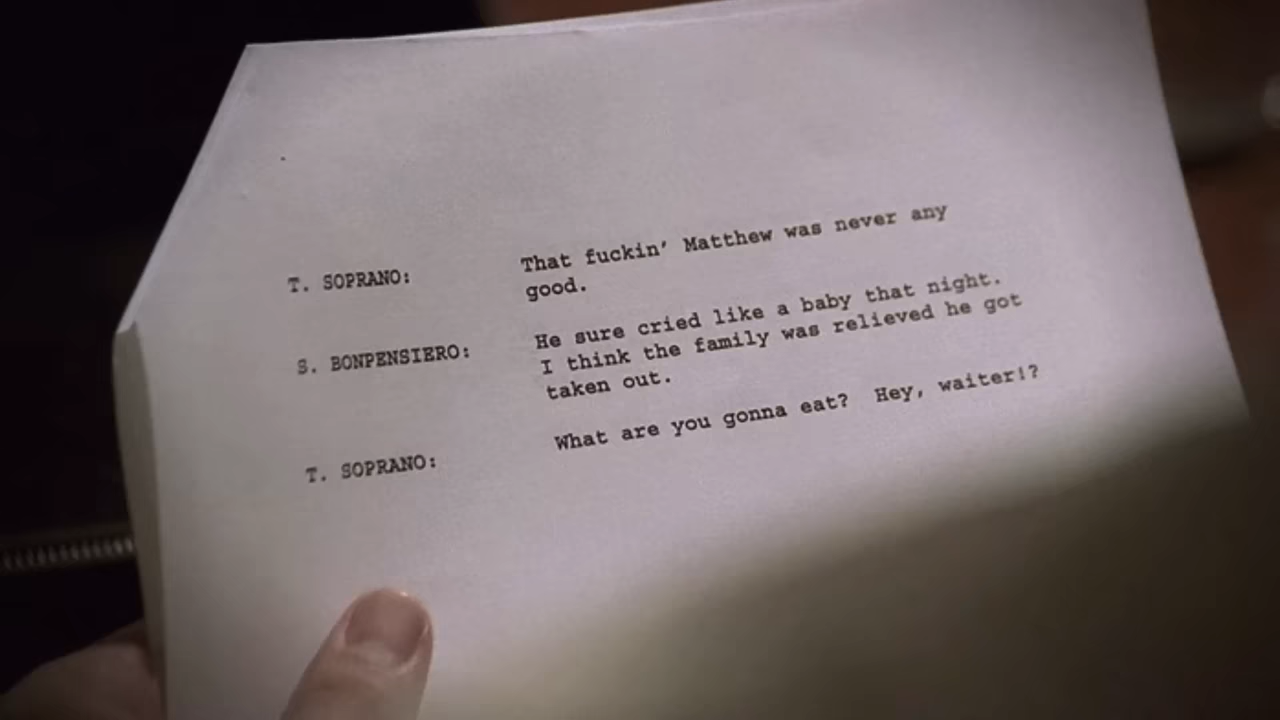 T. SOPRANO: That fuckin' Matthew was never any
good.
S. BONPENSIERO: He sure cried like a baby that night.
I think the family was relieved he got
taken out.
T. SOPRANO: What are you gonna eat? Hey, waiter!?